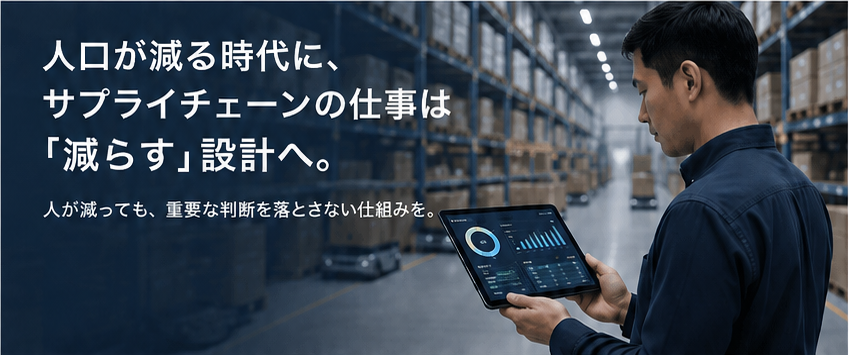 人口が減る時代に、
サプライチェーンの仕事は
「減らす」設計へ。
人が減っても、重要な判断を落とさない仕組みを。